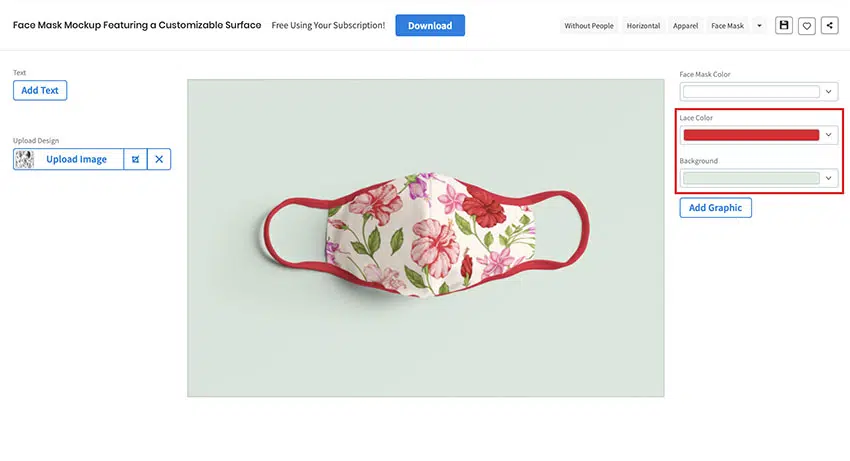 Face Mask Mockup Featuring a Customizable Surface
Free Using Your Subscription!
Download
Without People
Horizontal
Apparel
Face Mask
Text
Add Text
Upload Design
Upload Image
Face Mask Color
Lace Color
Background
Add Graphic